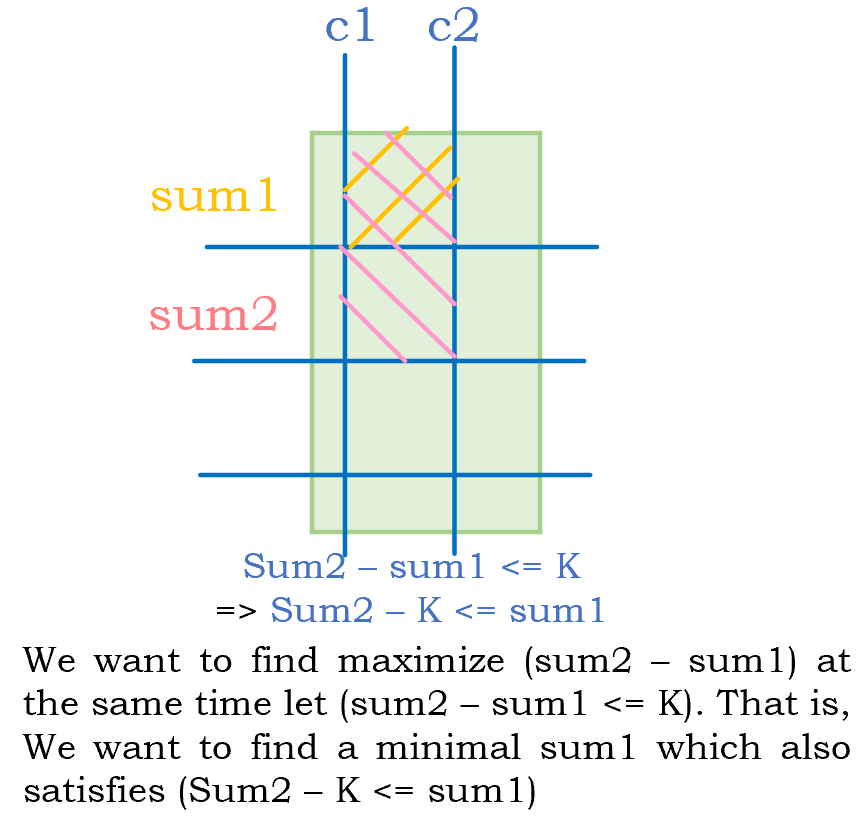 c1 c2
sum1
sum2
Sum2 – sum1 <= K
=> Sum2 – K <= sum1
We want to find maximize (sum2 – sum1) at
the same time let (sum2 – sum1 <= K). That is,
We want to find a minimal sum1 which also
satisfies (Sum2 – K <= sum1)